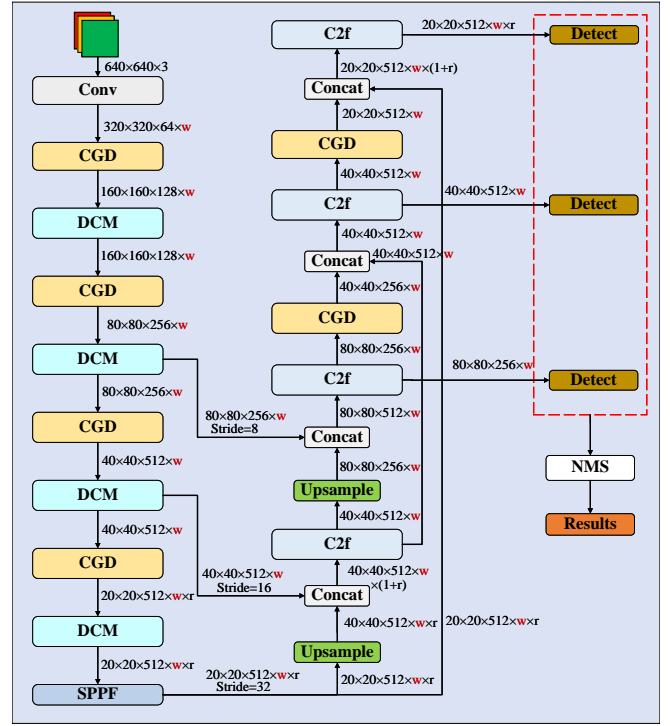 640×640×3
Conv
320×320×64×w
CGD
160×160×128×w
DCM
160×160×128×w
CGD
80×80×256×w
DCM
80×80×256×w
CGD
40×40×512×w
DCM
40×40×512×w
CGD
20×20×512×w×r
DCM
20×20×512×w×r
SPPF
20×20×512×w×r
Stride=32
20×20×512×w×r
Upsample
40×40×512×w×r
Concat
40×40×512×w
Stride=16
40×40×512×w
×(1+r)
C2f
40×40×512×w
Upsample
80×80×256×w
Concat
80×80×256×w
Stride=8
80×80×512×w
C2f
80×80×256×w
CGD
40×40×256×w
Concat
40×40×512×w
40×40×512×w
C2f
40×40×512×w
CGD
20×20×512×w
Concat
20×20×512×w×r
20×20×512×w×(1+r)
C2f
20×20×512×w×r
Detect
40×40×512×w
Detect
80×80×256×w
Detect
NMS
Results